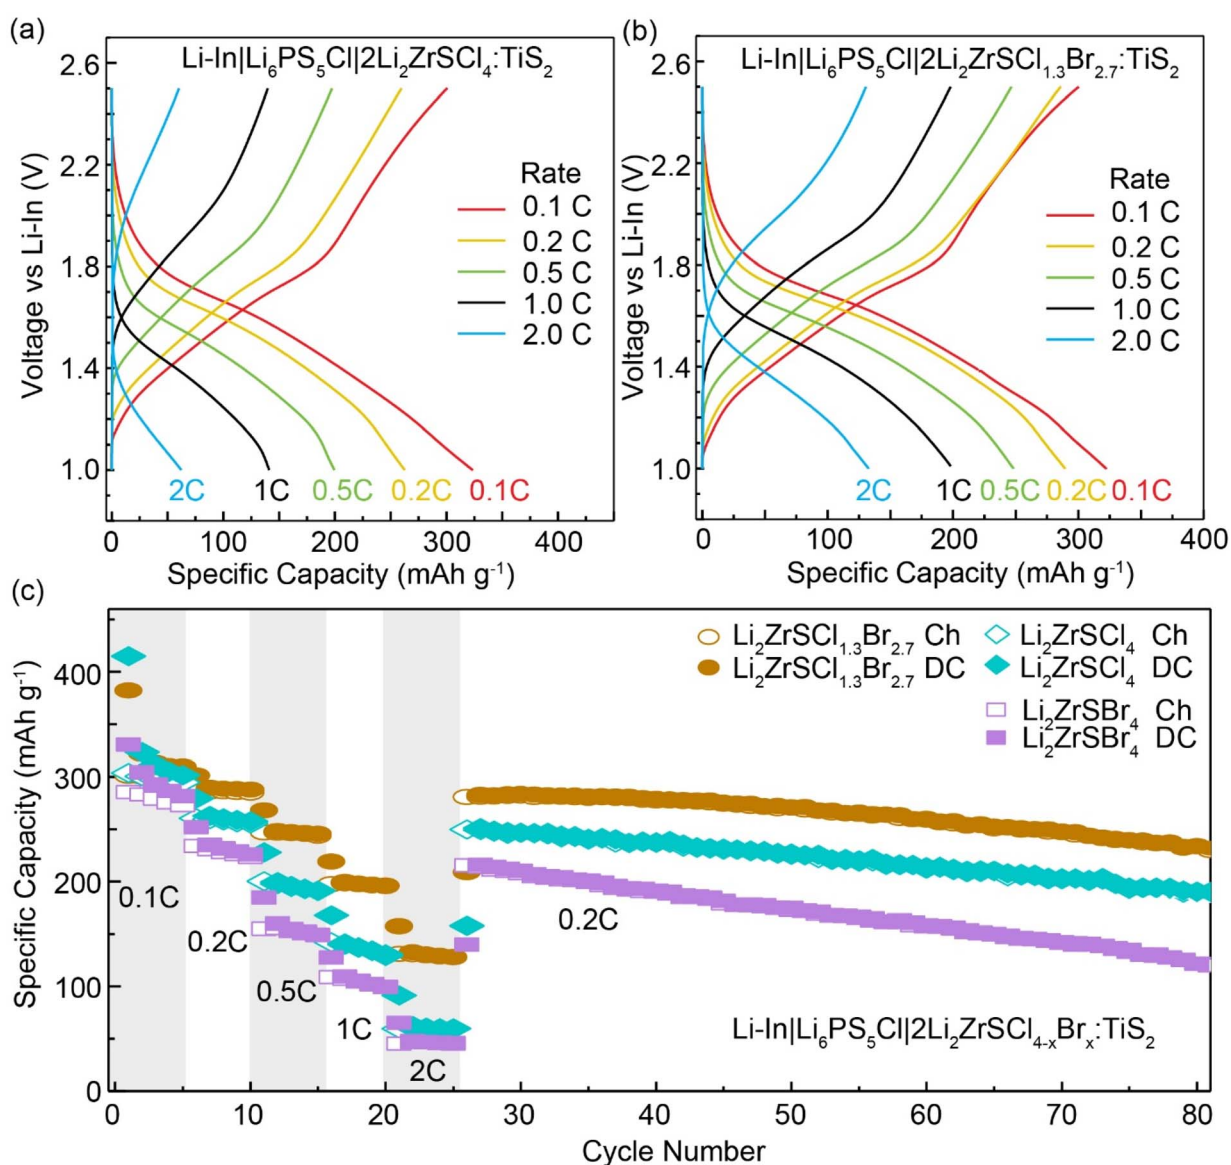 (a)
Li-In|Li₆PS₅Cl|2Li₂ZrSCl₄:TiS₂
2.6
2.2
1.8
1.4
1.0
Voltage vs Li-In (V)
Rate
0.1 C
0.2 C
0.5 C
1.0 C
2.0 C
2C
1C
0.5C
0.2C
0.1C
0
100
200
300
400
Specific Capacity (mAh g⁻¹)
(b)
Li-In|Li₆PS₅Cl|2Li₂ZrSCl₁.₃Br₂.₇:TiS₂
2.6
2.2
1.8
1.4
1.0
Voltage vs Li-In (V)
Rate
0.1 C
0.2 C
0.5 C
1.0 C
2.0 C
2C
1C
0.5C
0.2C
0.1C
0
100
200
300
400
Specific Capacity (mAh g⁻¹)
(c)
Li₂ZrSCl₁.₃Br₂.₇ Ch
Li₂ZrSCl₁.₃Br₂.₇ DC
Li₂ZrSCl₄ Ch
Li₂ZrSCl₄ DC
Li₂ZrSBr₄ Ch
Li₂ZrSBr₄ DC
400
300
200
100
0
Specific Capacity (mAh g⁻¹)
0.1C
0.2C
0.5C
1C
2C
0.2C
Li-In|Li₆PS₅Cl|2Li₂ZrSCl₄₋ₓBrₓ:TiS₂
0
10
20
30
40
50
60
70
80
Cycle Number